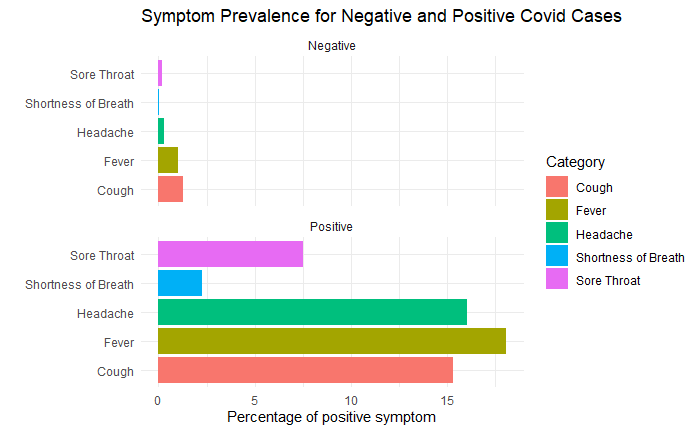 Symptom Prevalence for Negative and Positive Covid Cases
Negative
Sore Throat
Shortness of Breath
Headache
Fever
Cough
Positive
Sore Throat
Shortness of Breath
Headache
Fever
Cough
0 5 10 15
Percentage of positive symptom
Category
Cough
Fever
Headache
Shortness of Breath
Sore Throat